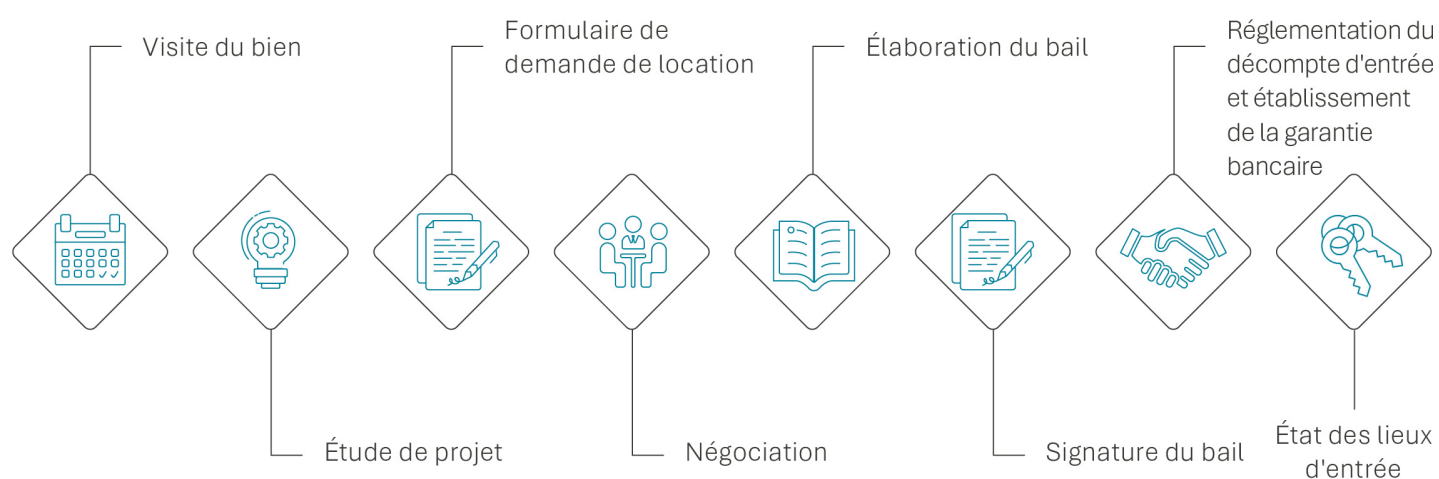 Visite du bien
Étude de projet
Formulaire de
demande de location
Négociation
Élaboration du bail
Signature du bail
Réglementation du
décompte d'entrée
et établissement
de la garantie
bancaire
État des lieux
d'entrée